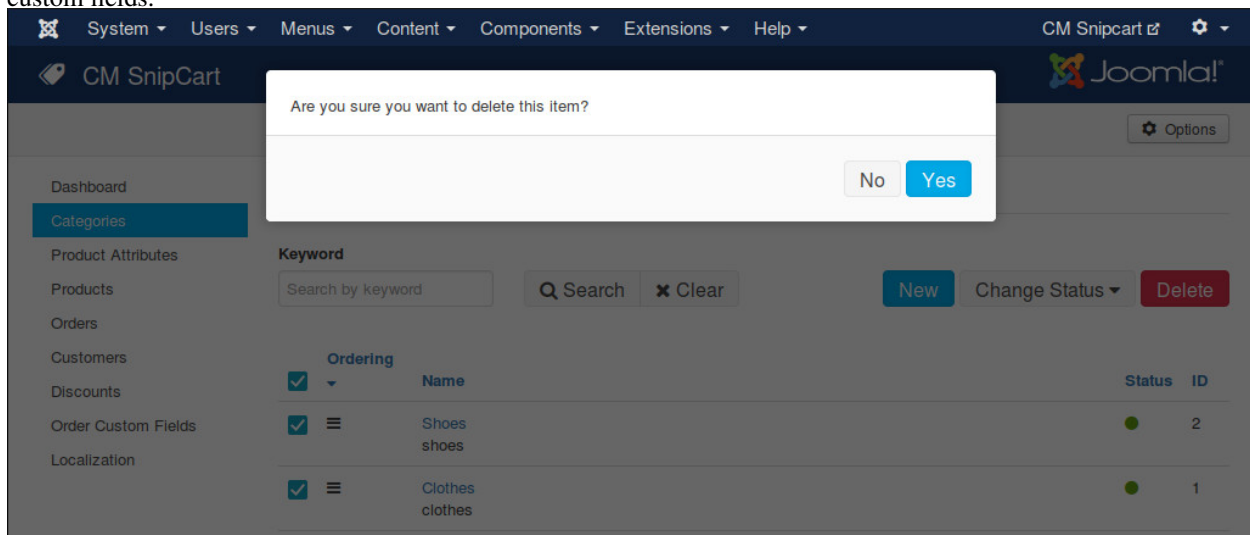 custom fields.
System Users Menus Content Components Extensions Help CM Snipcart
CM SnipCart Joomla!
Are you sure you want to delete this item?
Options
No Yes
Dashboard
Categories
Product Attributes
Products
Orders
Customers
Discounts
Order Custom Fields
Localization
Keyword
Search by keyword Search Clear New Change Status Delete
Ordering
Name Status ID
Shoes 2
shoes
Clothes 1
clothes